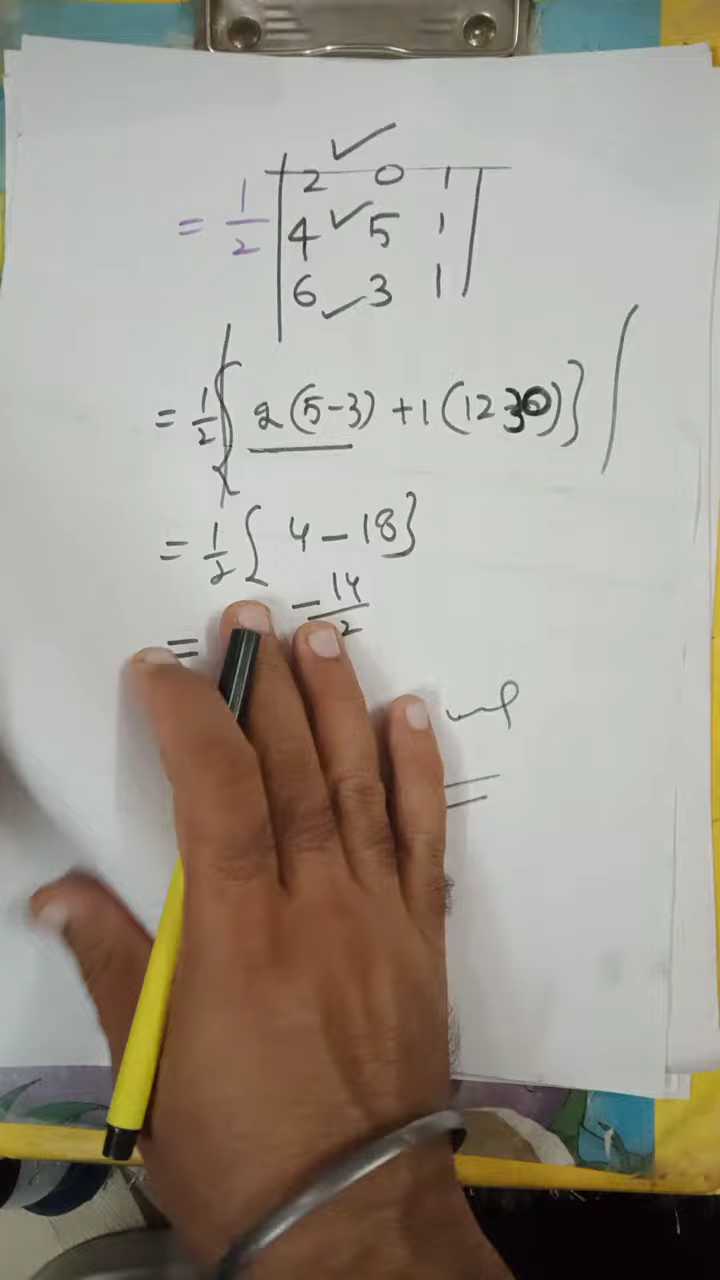 = 1/2 | 2 0 1 |
| 4 5 1 |
| 6 3 1 |
= 1/2 { 2(5-3) +1(12 30) }
= 1/2 { 4 - 18 }
= -14/2